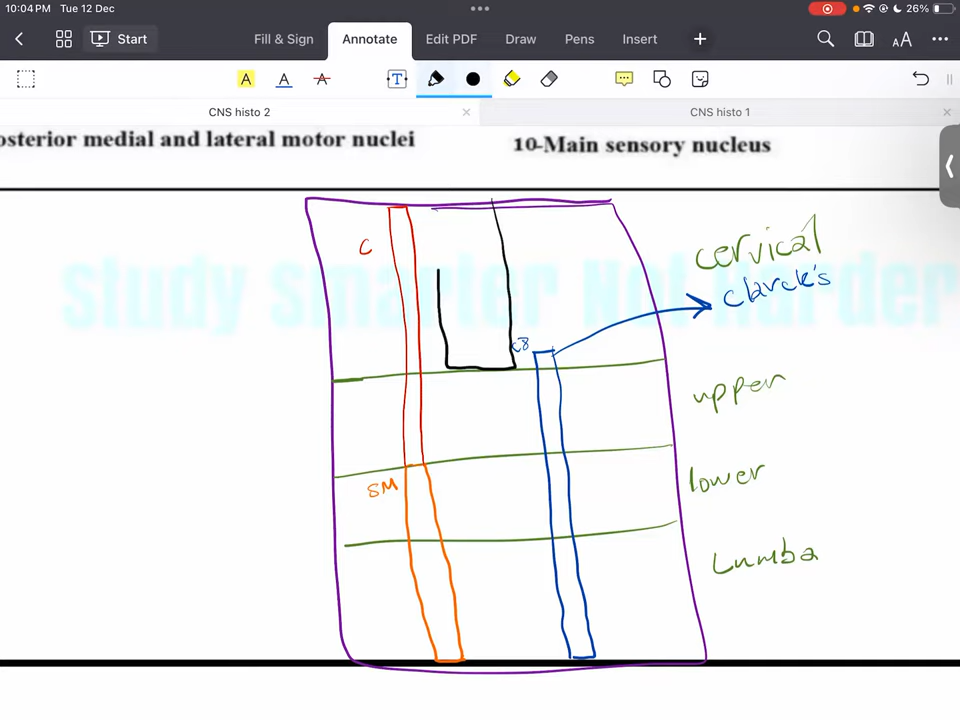 10:04 PM Tue 12 Dec
26%
Start
Fill & Sign
Annotate
Edit PDF
Draw
Pens
Insert
CNS histo 2
CNS histo 1
osterior medial and lateral motor nuclei
10-Main sensory nucleus
Study Smarter Not Harder
C
cervical
clarck's
C8
upper
SM
lower
Lumba